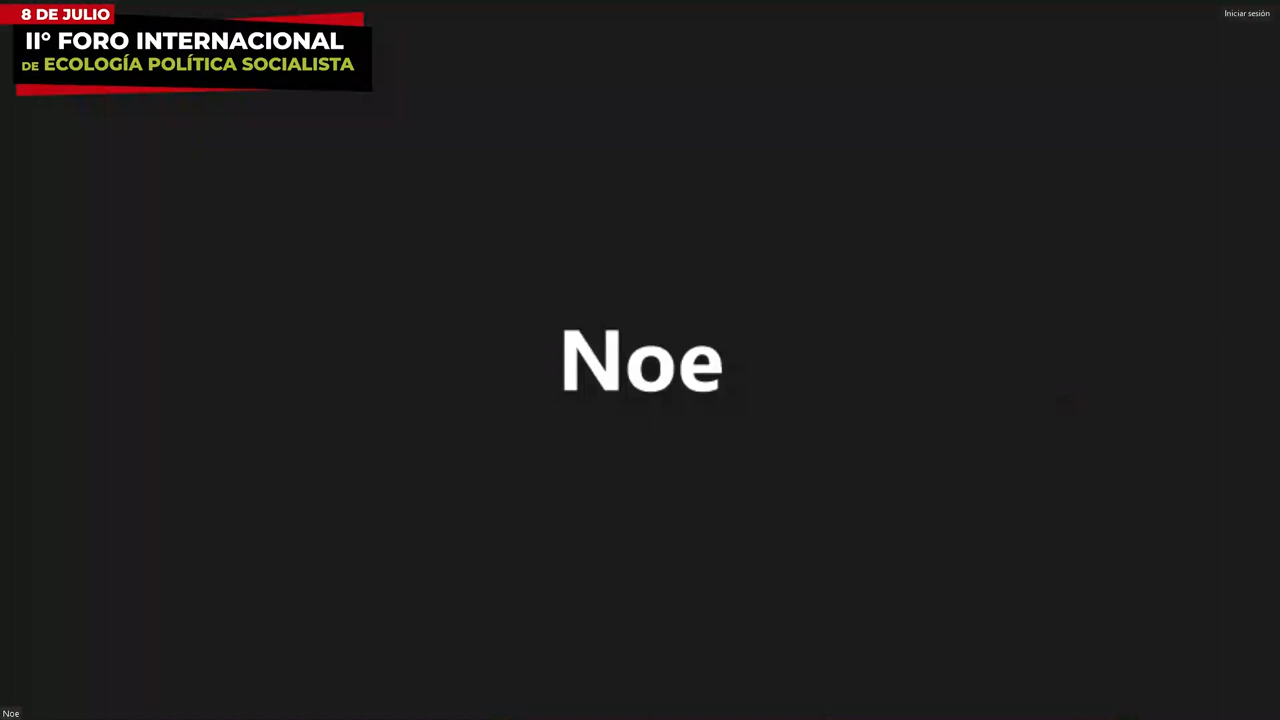 8 DE JULIO
Iniciar sesión
II° FORO INTERNACIONAL
DE ECOLOGÍA POLÍTICA SOCIALISTA
Noe
Noe